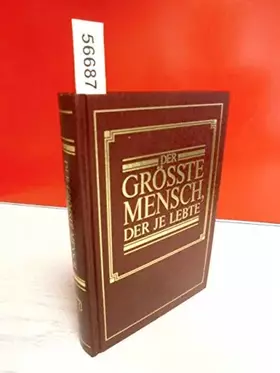 56687
DER
GRÖSSTE
MENSCH,
DER JE LEBTE